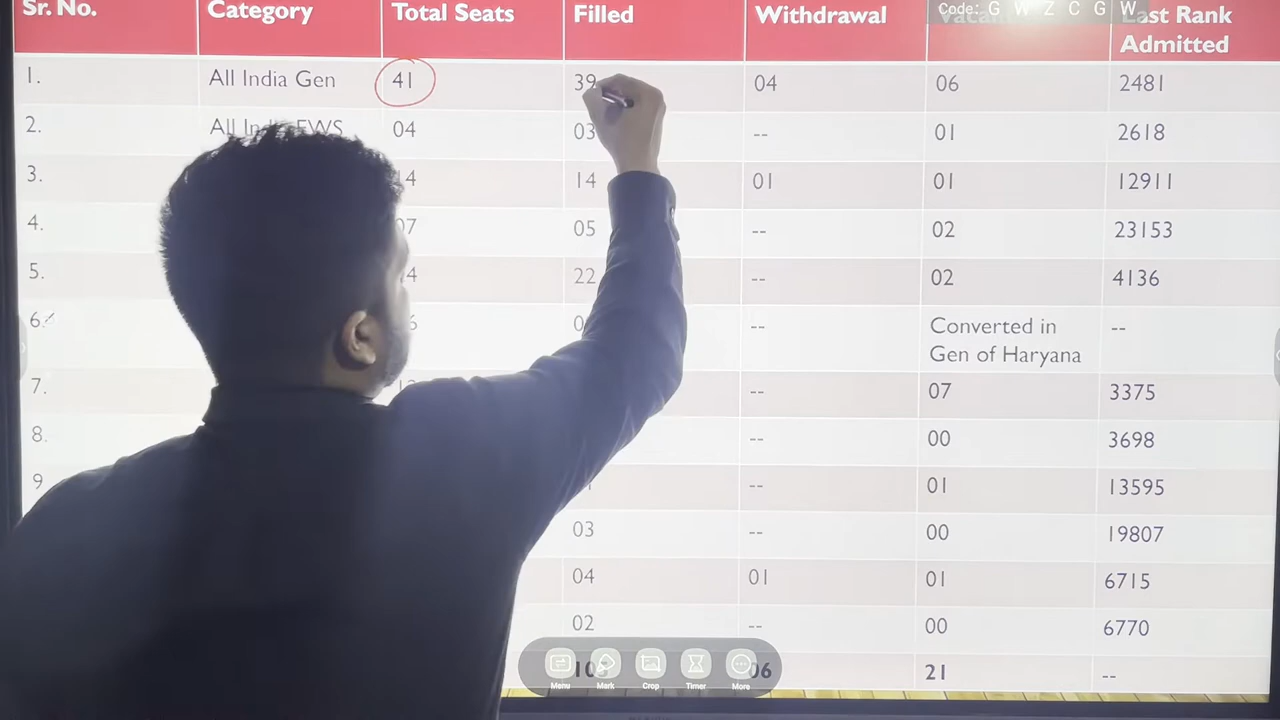 Code: G W Z C G W
Sr. No. Category Total Seats Filled Withdrawal Last Rank Admitted
1. All India Gen 41 39 04 06 2481
2. All EWS 04 03 -- 01 2618
3. 14 01 01 12911
4. 05 -- 02 23153
5. 22 -- 02 4136
6. -- Converted in Gen of Haryana --
7. -- 07 3375
8. -- 00 3698
9 -- 01 13595
03 -- 00 19807
04 01 01 6715
02 -- 00 6770
06 21 --
Menu Mark Crop Timer More